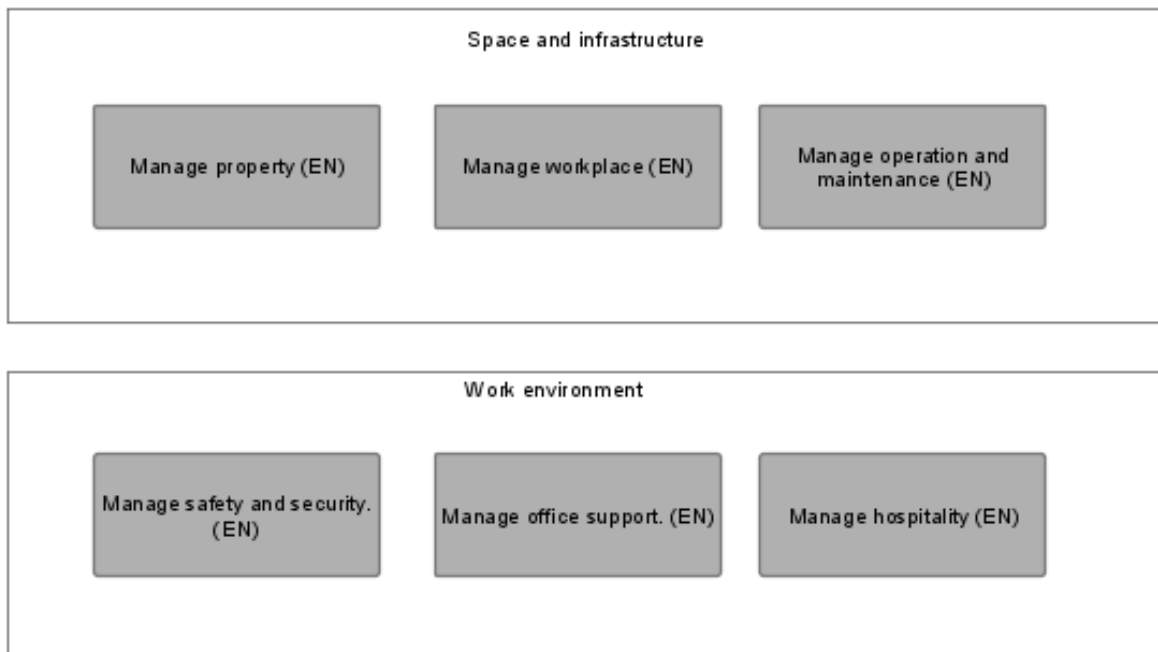 Space and infrastructure
Manage property (EN)
Manage workplace (EN)
Manage operation and
maintenance (EN)
Work environment
Manage safety and security.
(EN)
Manage office support. (EN)
Manage hospitality (EN)